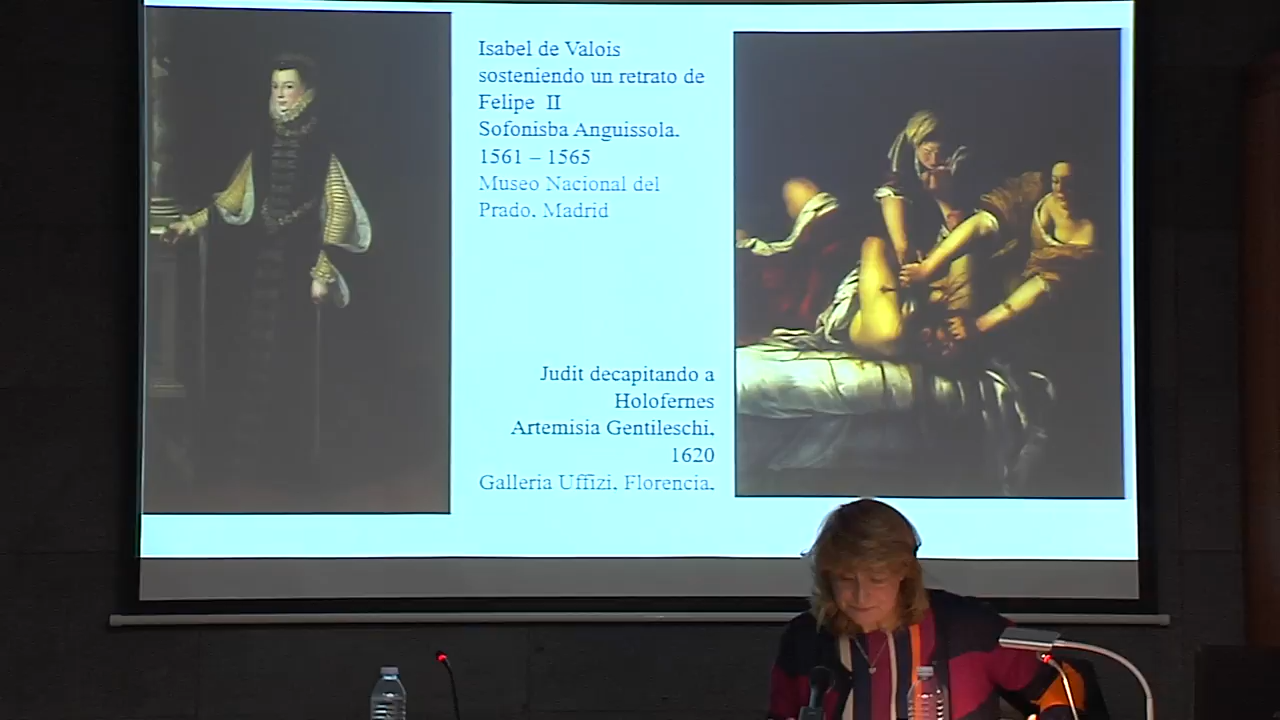 Isabel de Valois
sosteniendo un retrato de
Felipe II
Sofonisba Anguissola.
1561 – 1565
Museo Nacional del
Prado. Madrid
Judit decapitando a
Holofernes
Artemisia Gentileschi.
1620
Galleria Uffizi. Florencia.